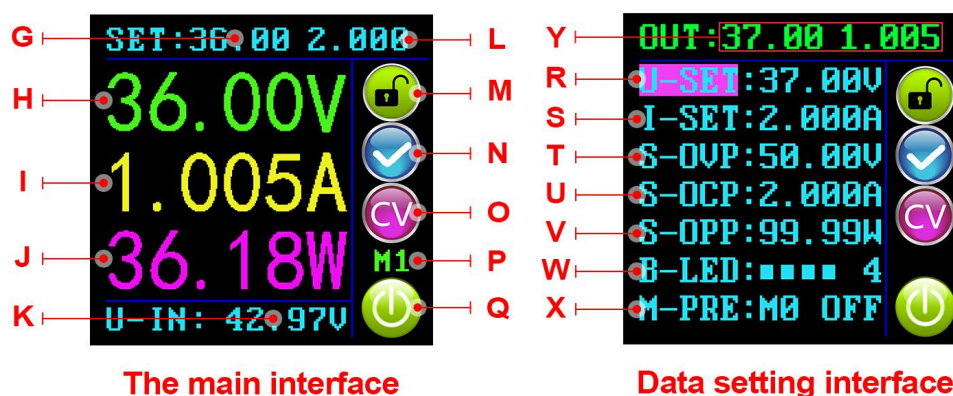 G SET:36.00 2.000 L
H 36.00V M
I 1.005A N
CV O
J 36.18W M1 P
K U-IN: 42.97V Q
The main interface
Y OUT:37.00 1.005
R U-SET:37.00V
S I-SET:2.000A
T S-OVP:50.00V
U S-OCP:2.000A
V S-OPP:99.99W
CV
W B-LED:■■■■ 4
X M-PRE:M0 OFF
Data setting interface